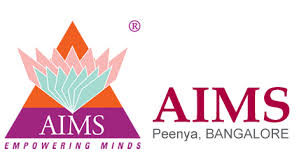 ®
AIMS
EMPOWERING MINDS
AIMS
Peenya, BANGALORE